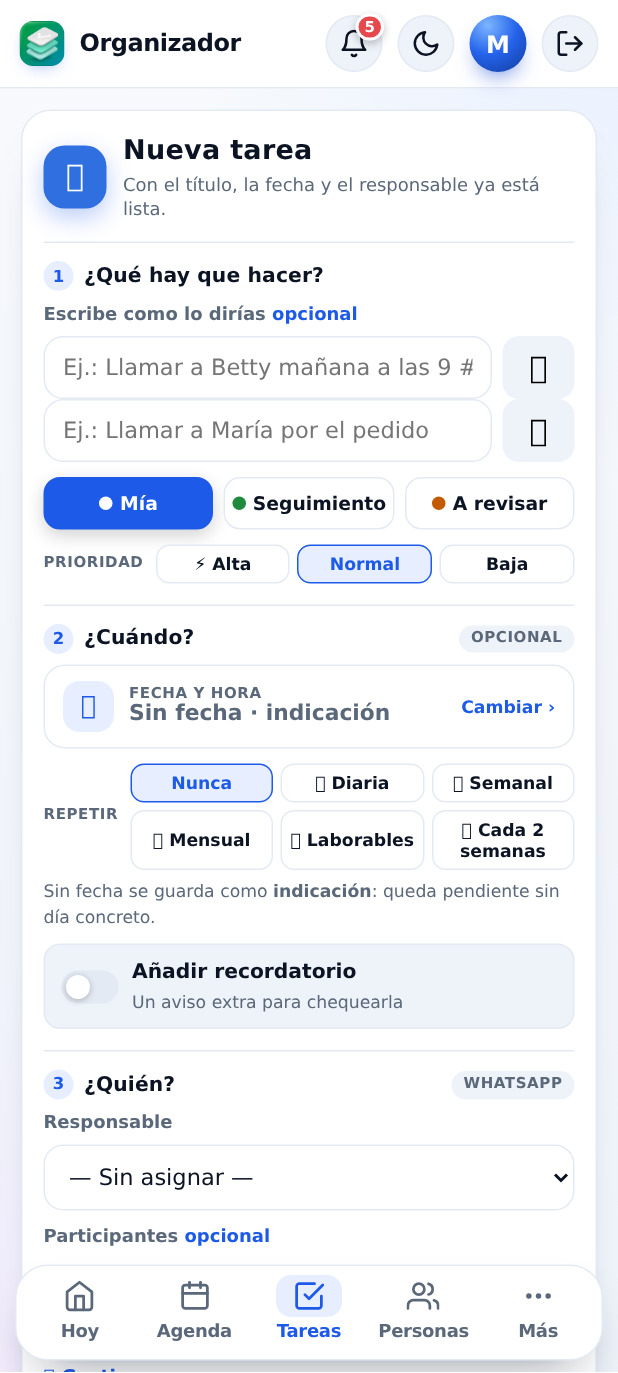 Organizador
5
M
Nueva tarea
Con el título, la fecha y el responsable ya está
lista.
1 ¿Qué hay que hacer?
Escribe como lo dirías opcional
Ej.: Llamar a Betty mañana a las 9 #
Ej.: Llamar a María por el pedido
Mía
Seguimiento
A revisar
PRIORIDAD
⚡ Alta
Normal
Baja
2 ¿Cuándo?
OPCIONAL
FECHA Y HORA
Sin fecha · indicación
Cambiar ›
REPETIR
Nunca
Diaria
Semanal
Mensual
Laborables
Cada 2
semanas
Sin fecha se guarda como indicación: queda pendiente sin
día concreto.
Añadir recordatorio
Un aviso extra para chequearla
3 ¿Quién?
WHATSAPP
Responsable
— Sin asignar —
Participantes opcional
Hoy
Agenda
Tareas
Personas
Más